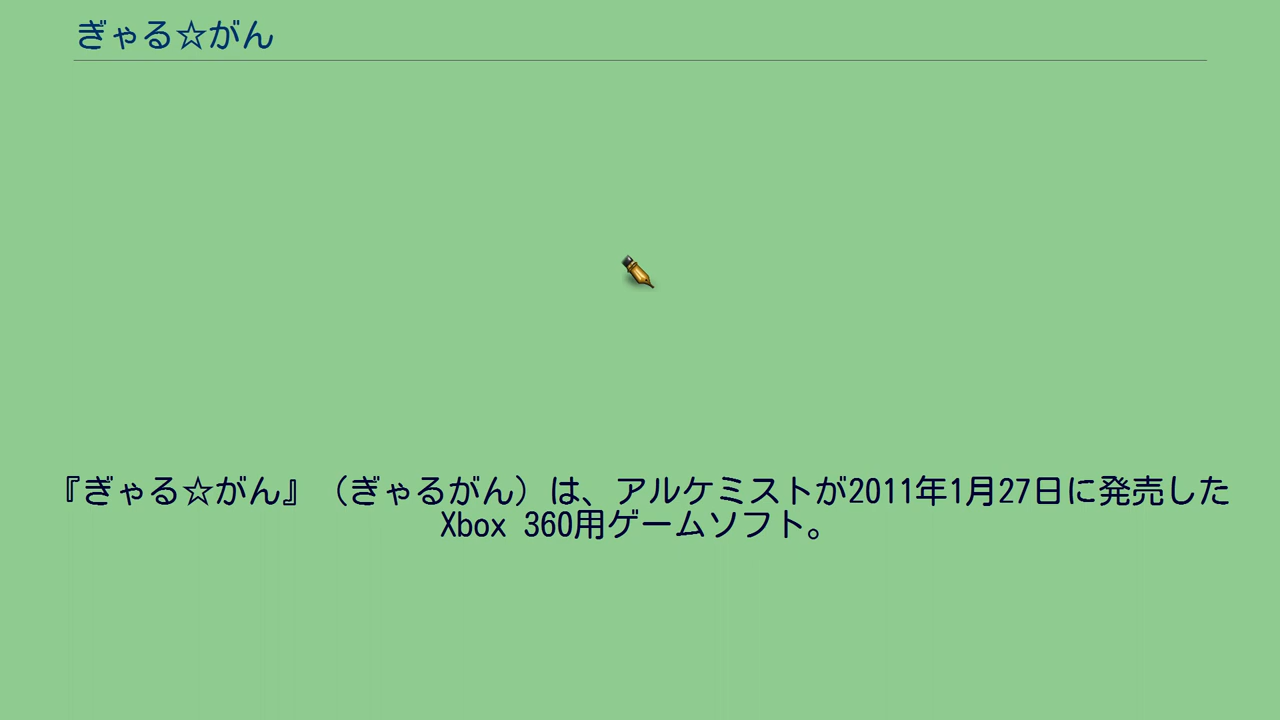 ぎゃる☆がん
『ぎゃる☆がん』（ぎゃるがん）は、アルケミストが2011年1月27日に発売した
Xbox 360用ゲームソフト。